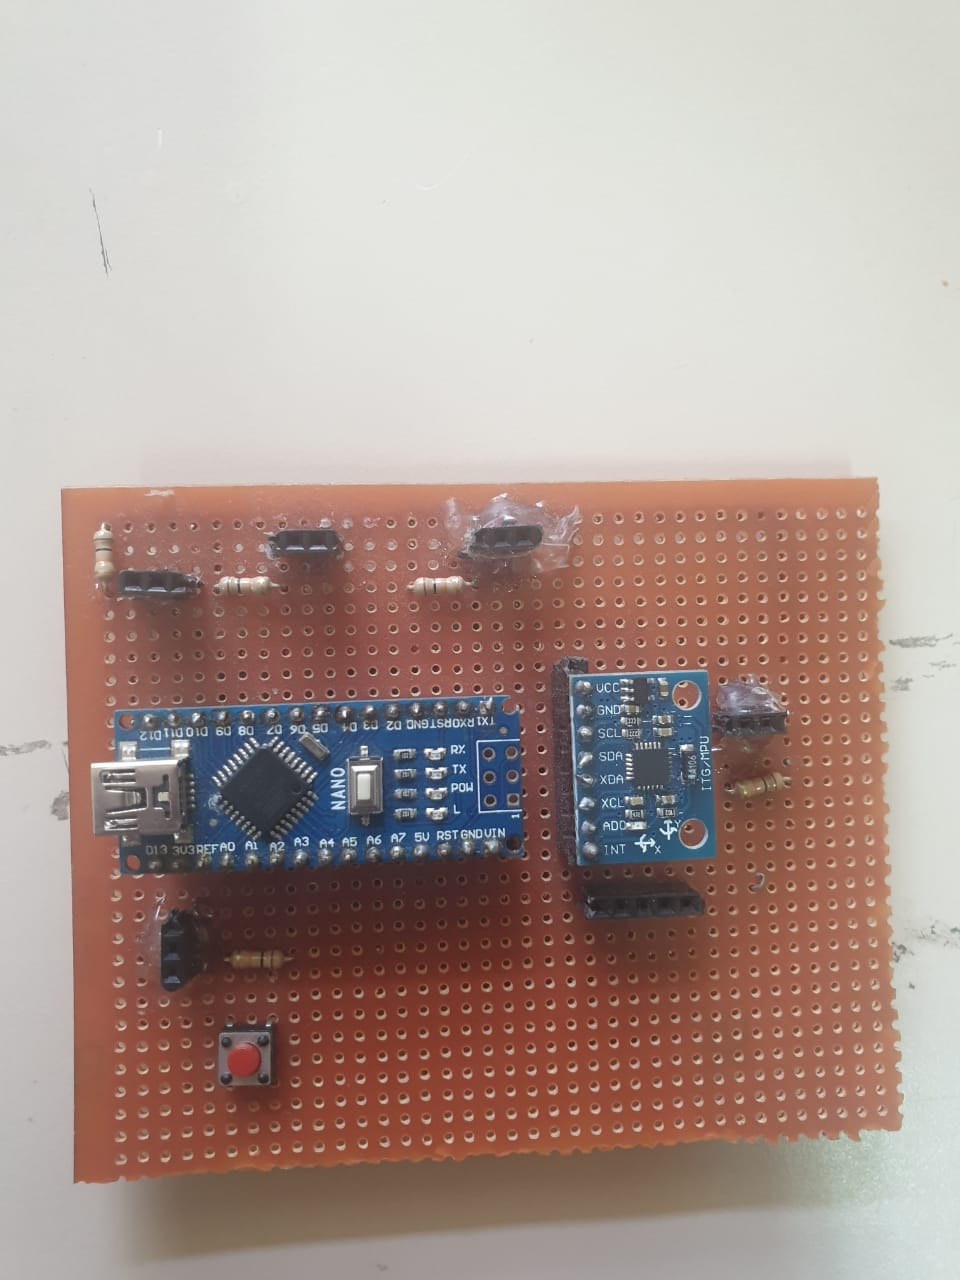 D12 D11 D10 D9 D8 D7 D6 D5 D4 D3 D2 GND RST RX0 TX1
NANO
RX
TX
POW
L
1
D13 3V3 REF A0 A1 A2 A3 A4 A5 A6 A7 5V RST GND VIN
VCC
GND
SCL
SDA
XDA
XCL
AD0
INT
ITG/MPU
Y
X